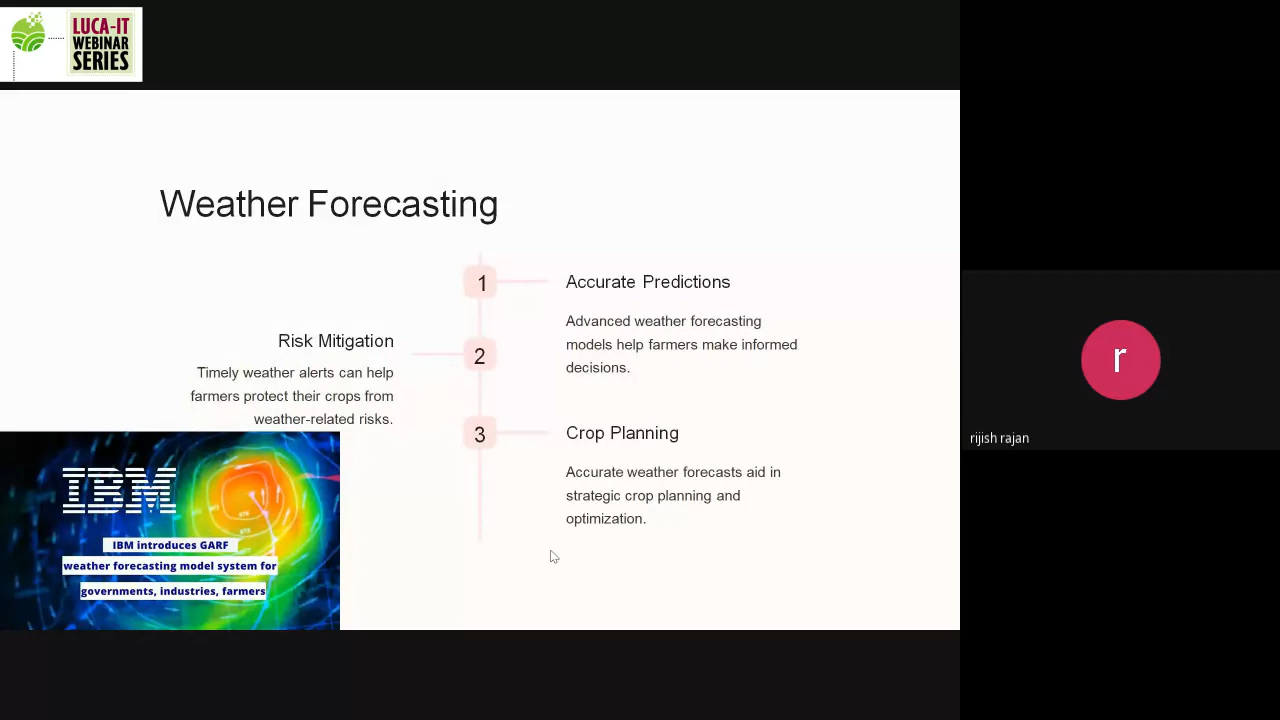 LUCA-IT
WEBINAR
SERIES
Weather Forecasting
1
Accurate Predictions
Advanced weather forecasting
models help farmers make informed
decisions.
Risk Mitigation
2
Timely weather alerts can help
farmers protect their crops from
weather-related risks.
3
Crop Planning
Accurate weather forecasts aid in
strategic crop planning and
optimization.
IBM
IBM introduces GARF
weather forecasting model system for
governments, industries, farmers
r
rijish rajan